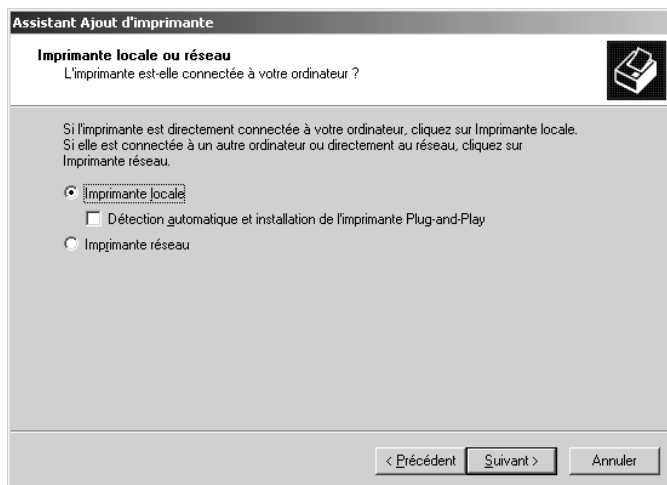 Assistant Ajout d'imprimante
Imprimante locale ou réseau
L'imprimante est-elle connectée à votre ordinateur ?
Si l'imprimante est directement connectée à votre ordinateur, cliquez sur Imprimante locale.
Si elle est connectée à un autre ordinateur ou directement au réseau, cliquez sur
Imprimante réseau.
Imprimante locale
Détection automatique et installation de l'imprimante Plug-and-Play
Imprimante réseau
< Précédent Suivant > Annuler